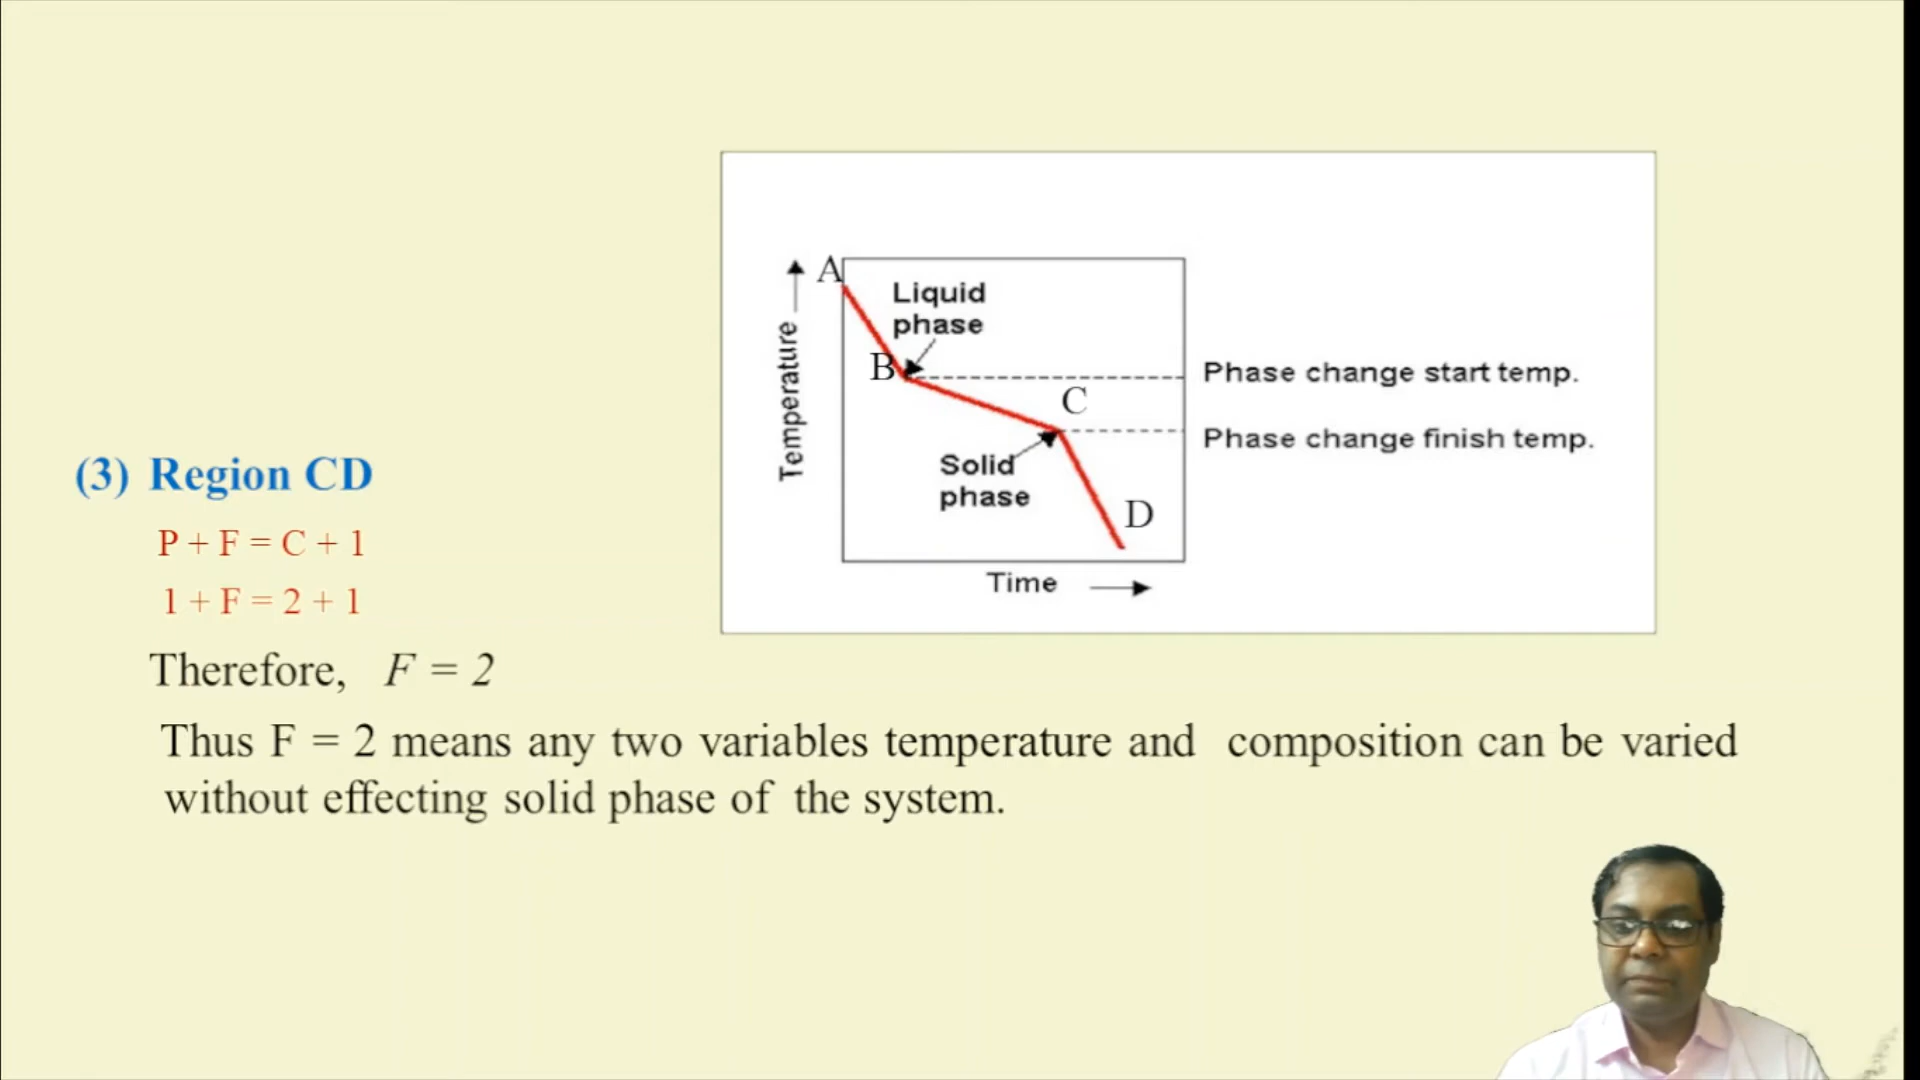 A
Liquid
phase
B
C
Phase change start temp.
Phase change finish temp.
Temperature
Solid
phase
D
Time
(3) Region CD
P + F = C + 1
1 + F = 2 + 1
Therefore, F = 2
Thus F = 2 means any two variables temperature and composition can be varied
without effecting solid phase of the system.